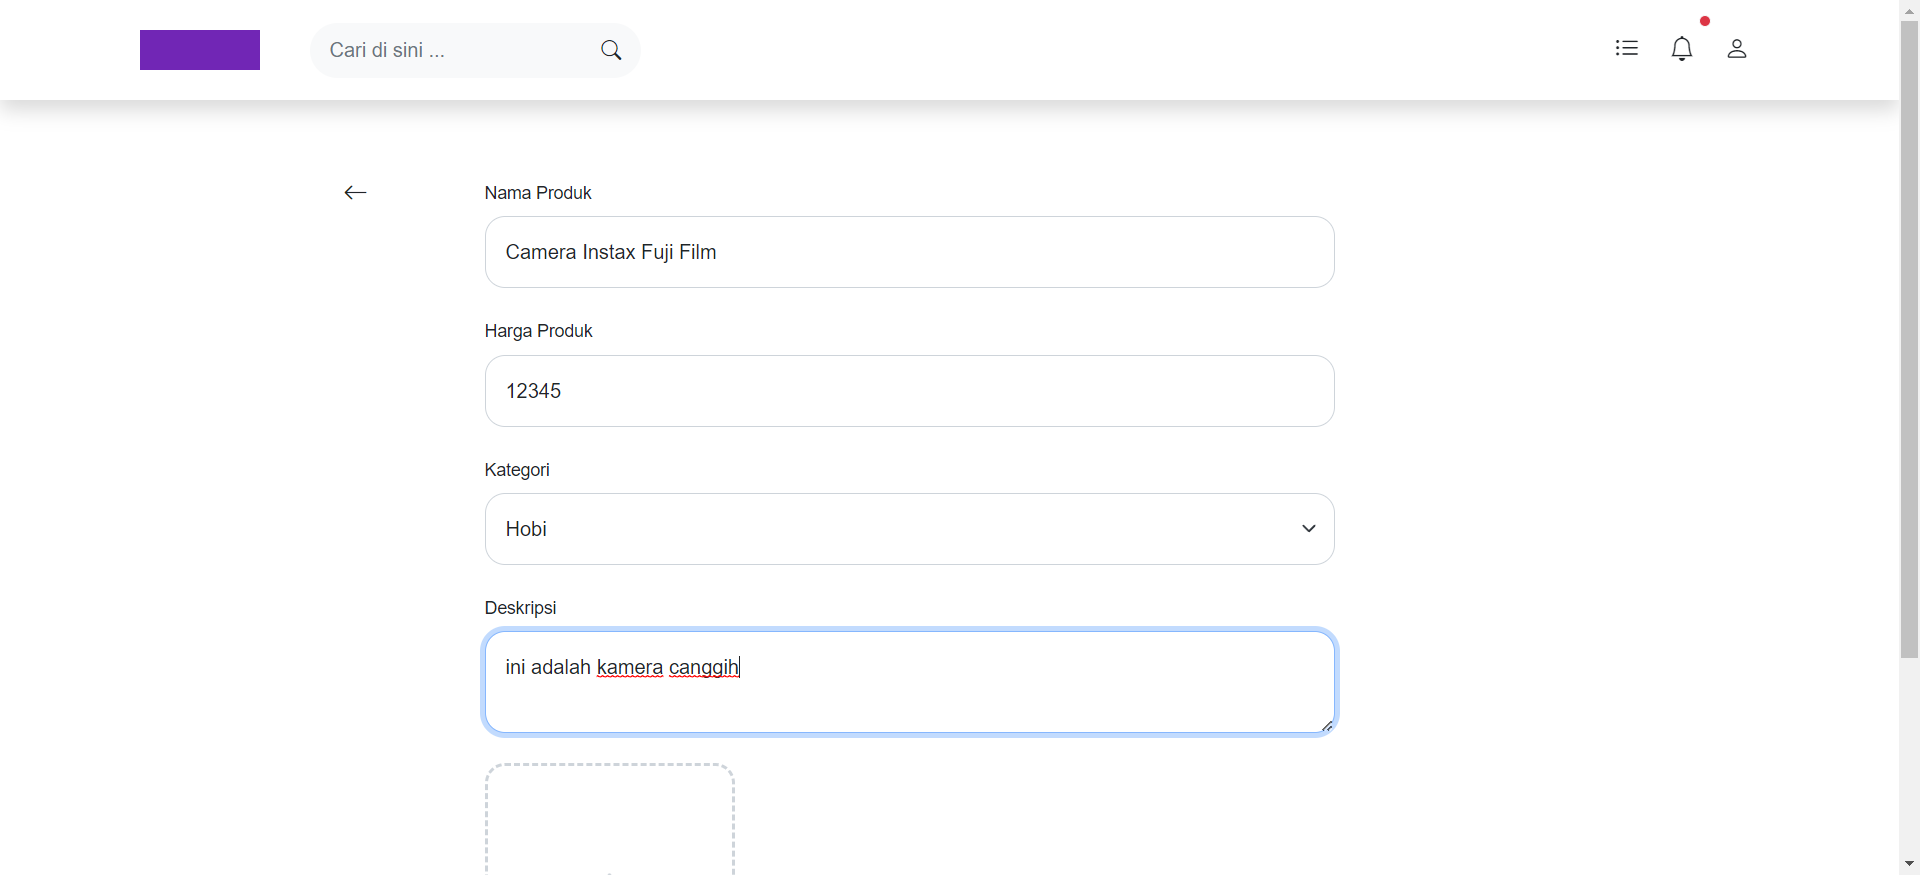 Cari di sini ...
Nama Produk
Camera Instax Fuji Film
Harga Produk
12345
Kategori
Hobi
Deskripsi
ini adalah kamera canggih